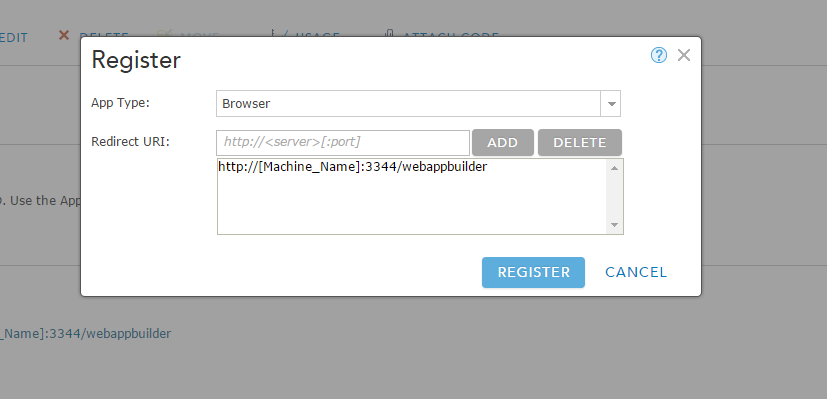 EDIT DELETE MOVE USAGE ATTACH CODE
Register
App Type: Browser
Redirect URI: http://<server>[:port] ADD DELETE
http://[Machine_Name]:3344/webappbuilder
. Use the App
REGISTER CANCEL
_Name]:3344/webappbuilder